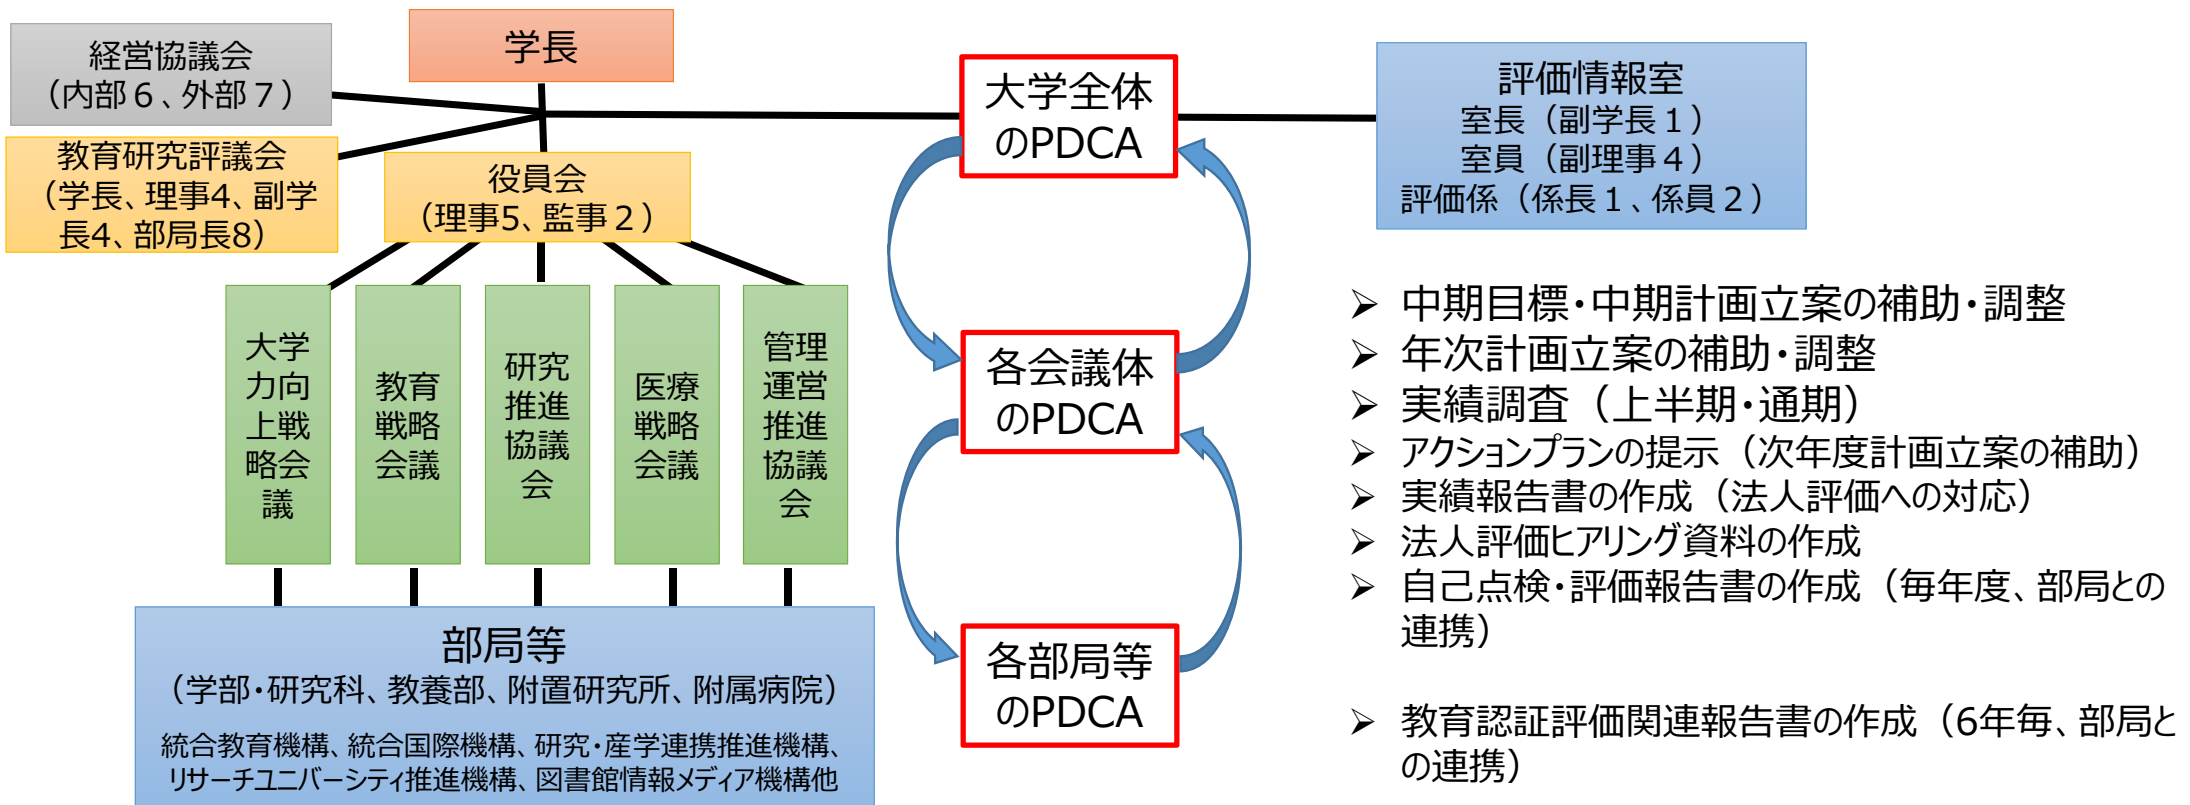 経営協議会
（内部６、外部７）
学長
教育研究評議会
（学長、理事4、副学
長4、部局長8）
役員会
（理事5、監事２）
大学
力向
上戦
略会
議
教育
戦略
会議
研究
推進
協議
会
医療
戦略
会議
管理
運営
推進
協議
会
部局等
（学部・研究科、教養部、附置研究所、附属病院）
統合教育機構、統合国際機構、研究・産学連携推進機構、
リサーチユニバーシティ推進機構、図書館情報メディア機構他
大学全体
のPDCA
各会議体
のPDCA
各部局等
のPDCA
評価情報室
室長（副学長１）
室員（副理事４）
評価係（係長１、係員２）
➢ 中期目標・中期計画立案の補助・調整
➢ 年次計画立案の補助・調整
➢ 実績調査（上半期・通期）
➢ アクションプランの提示（次年度計画立案の補助）
➢ 実績報告書の作成（法人評価への対応）
➢ 法人評価ヒアリング資料の作成
➢ 自己点検・評価報告書の作成（毎年度、部局との
連携）
➢ 教育認証評価関連報告書の作成（6年毎、部局と
の連携）